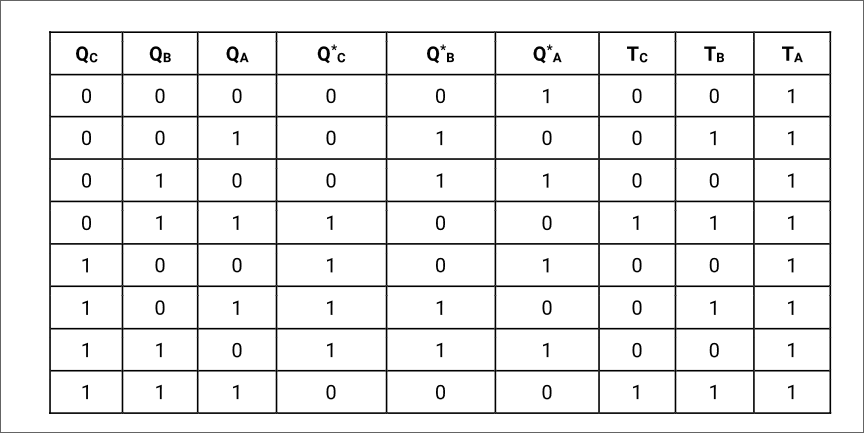 QC QB QA Q*C Q*B Q*A TC TB TA
0 0 0 0 0 1 0 0 1
0 0 1 0 1 0 0 1 1
0 1 0 0 1 1 0 0 1
0 1 1 1 0 0 1 1 1
1 0 0 1 0 1 0 0 1
1 0 1 1 1 0 0 1 1
1 1 0 1 1 1 0 0 1
1 1 1 0 0 0 1 1 1